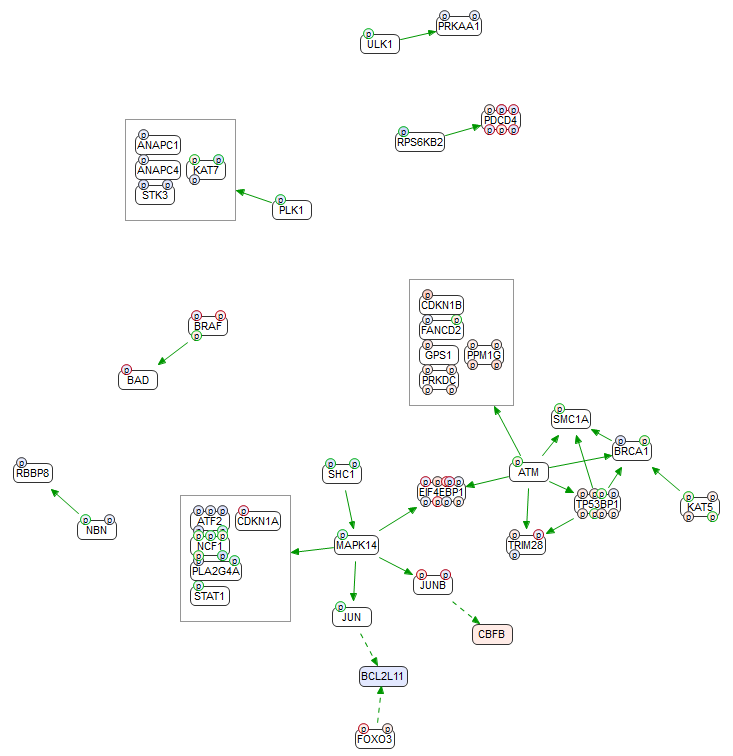 p p
PRKAA1
p
ULK1
p p p
PDCD4
p p p
p
RPS6KB2
p
ANAPC1
p
ANAPC4
p p
KAT7
p
p p
STK3
p
PLK1
p
CDKN1B
p p
FANCD2
p
GPS1
p p
PPM1G
p p
p p
PRKDC
p p
p p
BRAF
p
p
BAD
p
SMC1A
p p
BRCA1
p
RBBP8
p p
SHC1
p
ATM
p p p p
EIF4EBP1
p p p p
p p p p
TP53BP1
p p p p
p p
KAT5
p p
p p
NBN
p p p
ATF2
p p
p
CDKN1A
p p p
NCF1
p p
p p
PLA2G4A
p
STAT1
p
MAPK14
p p
TRIM28
p
p p
JUNB
p
JUN
CBFB
BCL2L11
p p
FOXO3